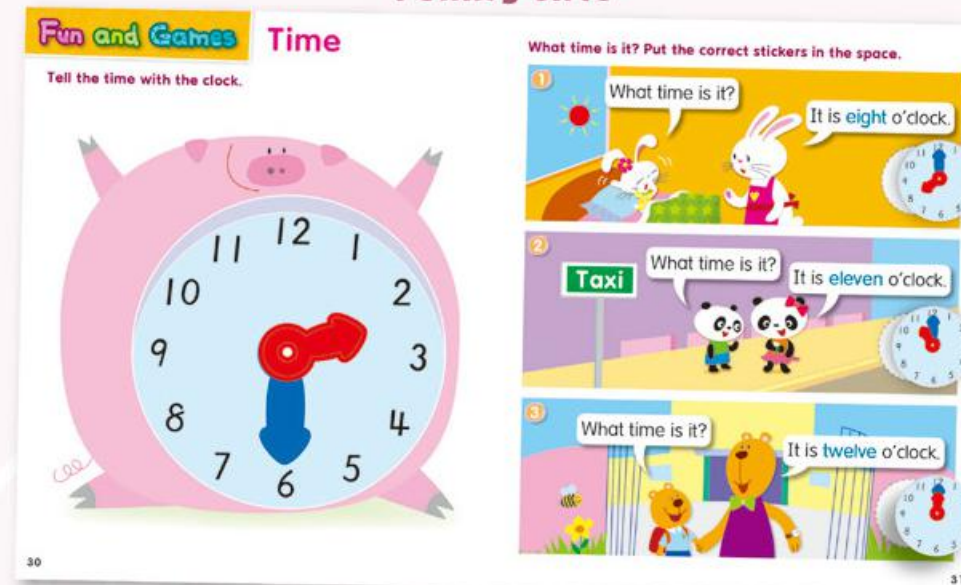 Fun and Games
Time
Tell the time with the clock.
12
11
1
10
2
9
3
8
4
7
5
6
30
What time is it? Put the correct stickers in the space.
1
What time is it?
It is eight o'clock.
2
Taxi
What time is it?
It is eleven o'clock.
3
What time is it?
It is twelve o'clock.